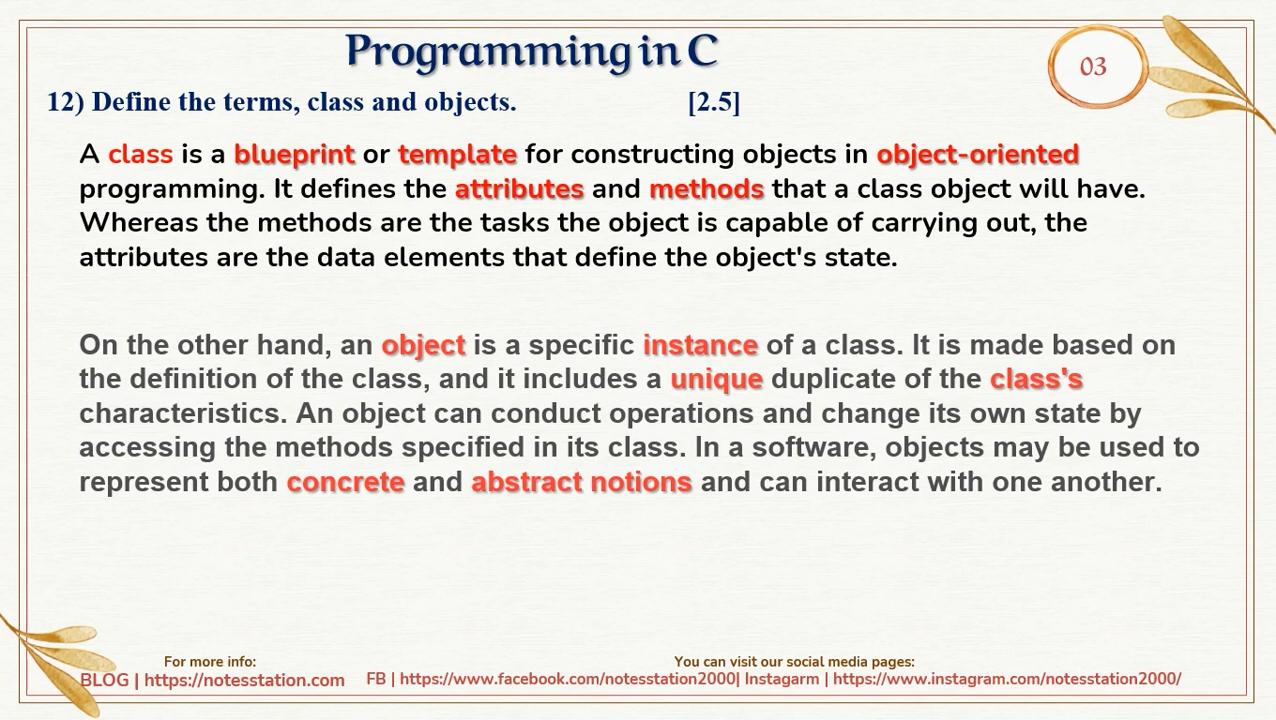 Programming in C
03
12) Define the terms, class and objects. [2.5]
A class is a blueprint or template for constructing objects in object-oriented
programming. It defines the attributes and methods that a class object will have.
Whereas the methods are the tasks the object is capable of carrying out, the
attributes are the data elements that define the object's state.
On the other hand, an object is a specific instance of a class. It is made based on
the definition of the class, and it includes a unique duplicate of the class's
characteristics. An object can conduct operations and change its own state by
accessing the methods specified in its class. In a software, objects may be used to
represent both concrete and abstract notions and can interact with one another.
For more info:
BLOG | https://notesstation.com
You can visit our social media pages:
FB | https://www.facebook.com/notesstation2000| Instagarm | https://www.instagram.com/notesstation2000/